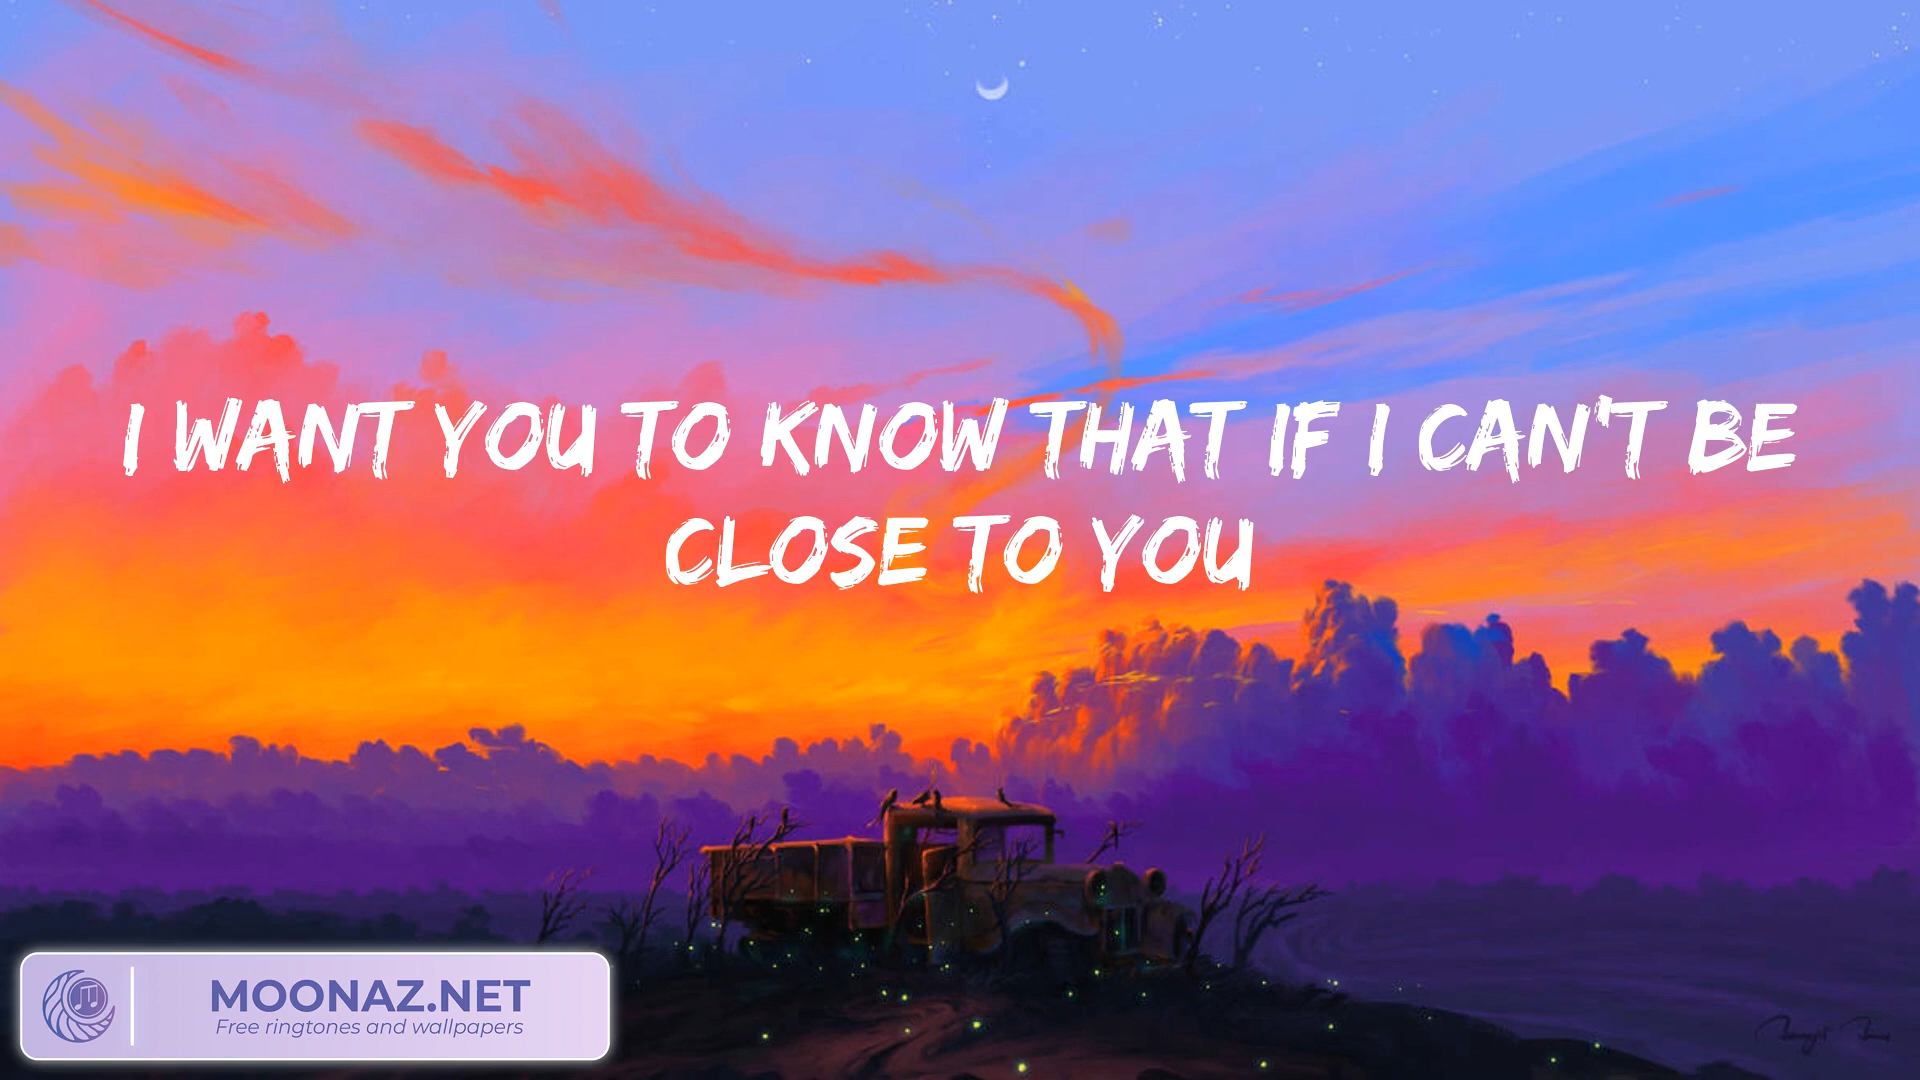 I WANT YOU TO KNOW THAT IF I CAN'T BE
CLOSE TO YOU
MOONAZ.NET
Free ringtones and wallpapers